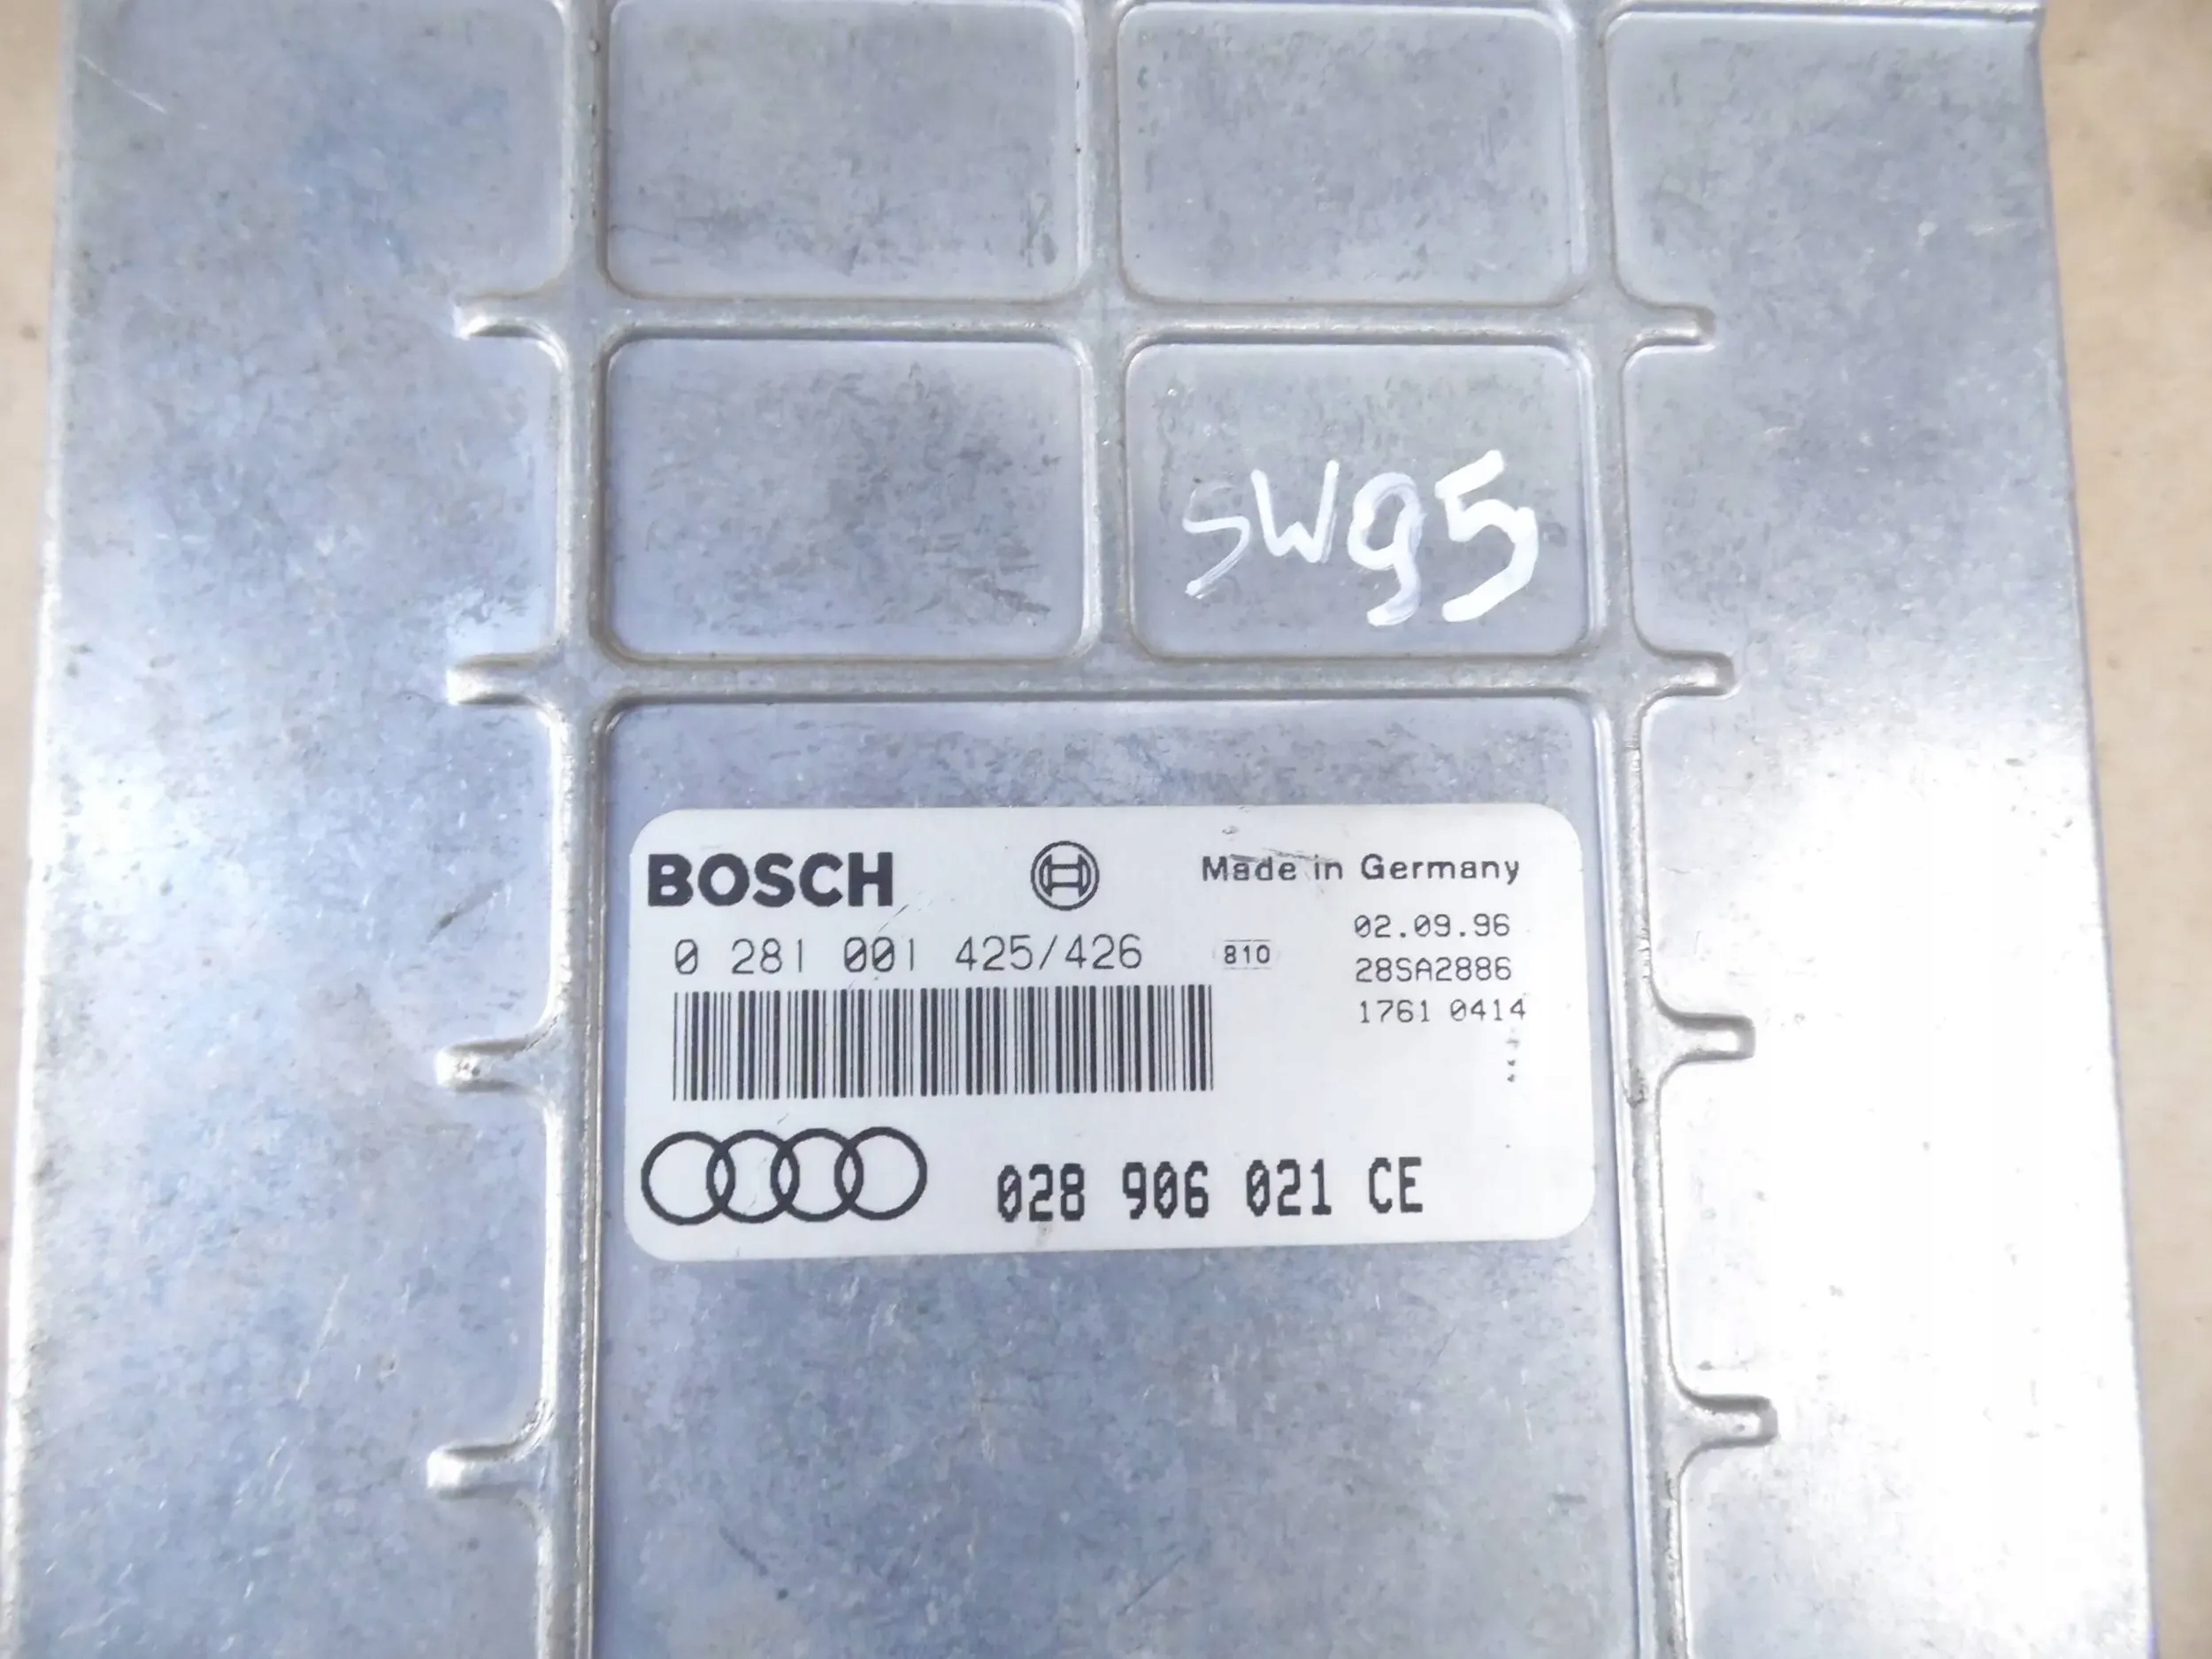 SW95
BOSCH
Made in Germany
0 281 001 425/426
810
02.09.96
28SA2886
1761 0414
028 906 021 CE